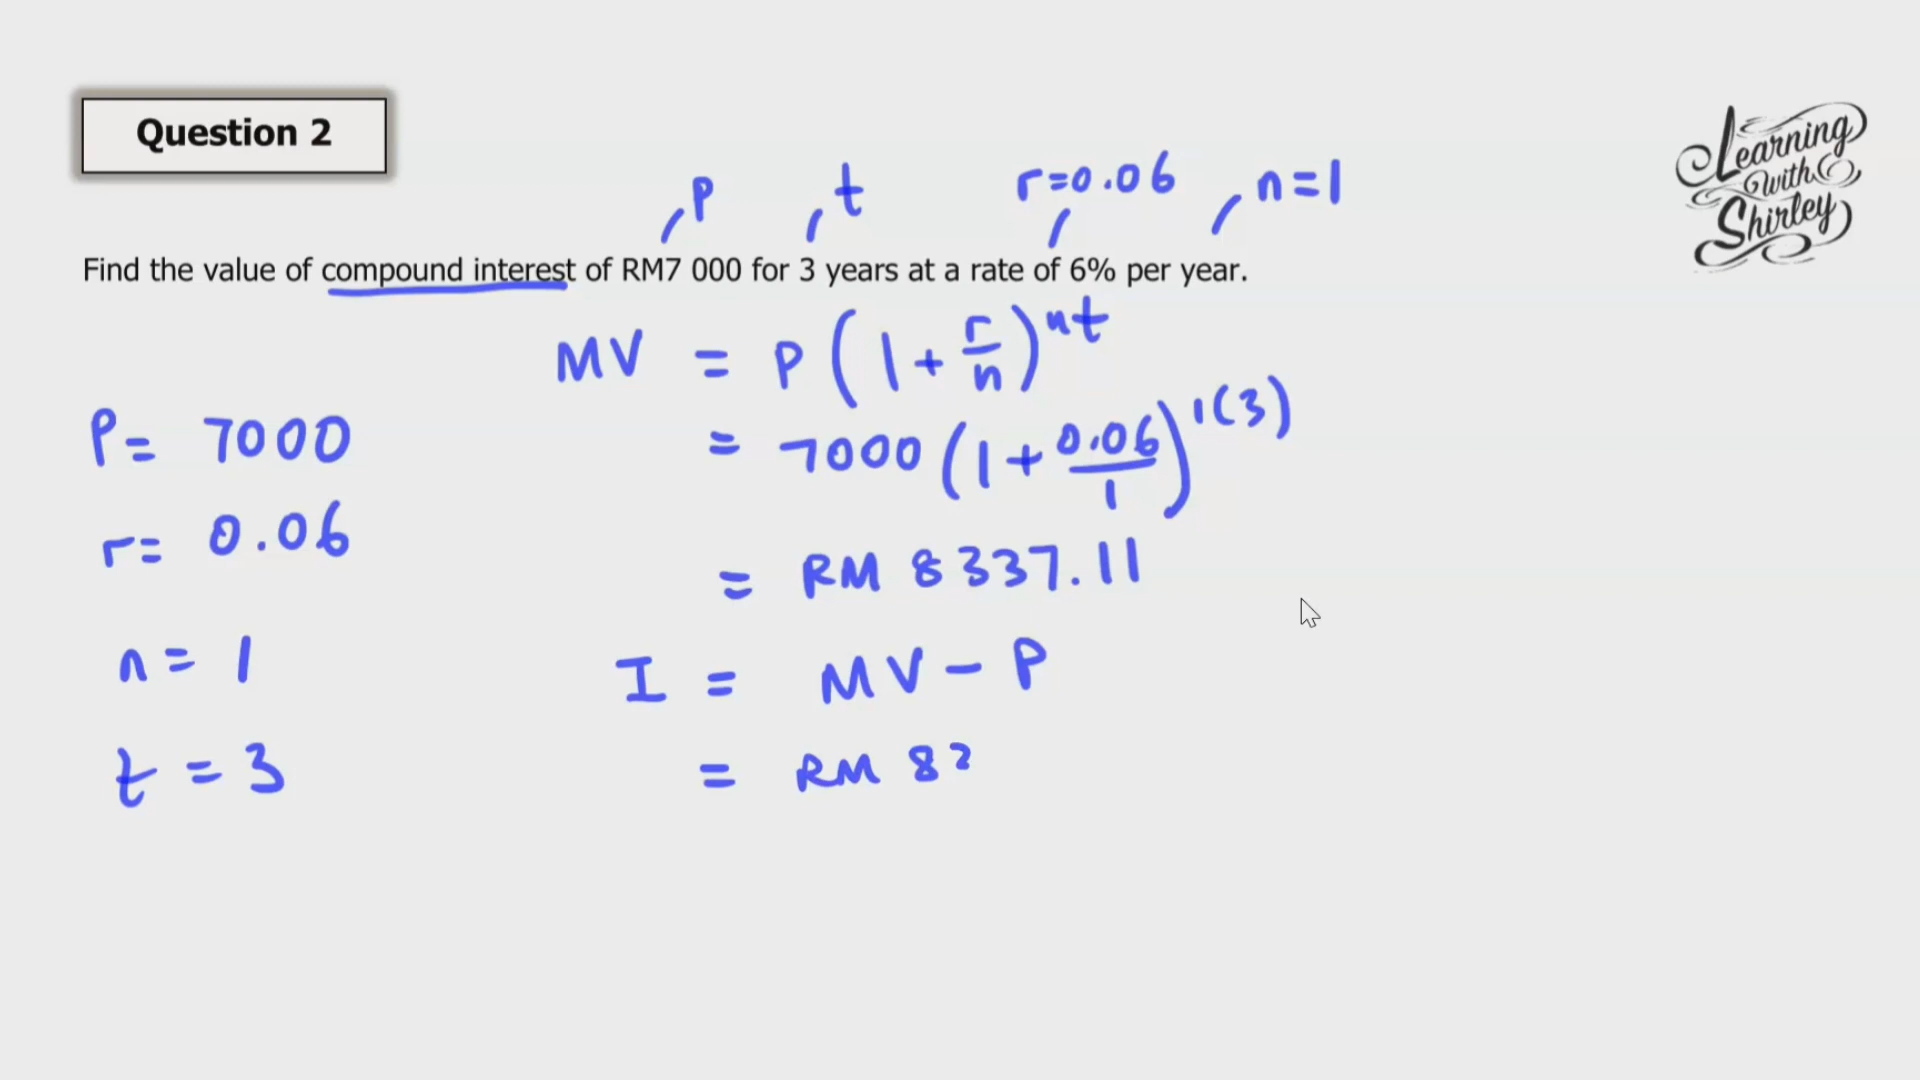 Question 2
Learning
with
Shirley
P t r=0.06 n=1
Find the value of compound interest of RM7 000 for 3 years at a rate of 6% per year.
MV = P(1+r/n)^nt
P= 7000
= 7000(1+0.06/1)^1(3)
r= 0.06
= RM 8337.11
n= 1
I = MV-P
t = 3
= RM 8